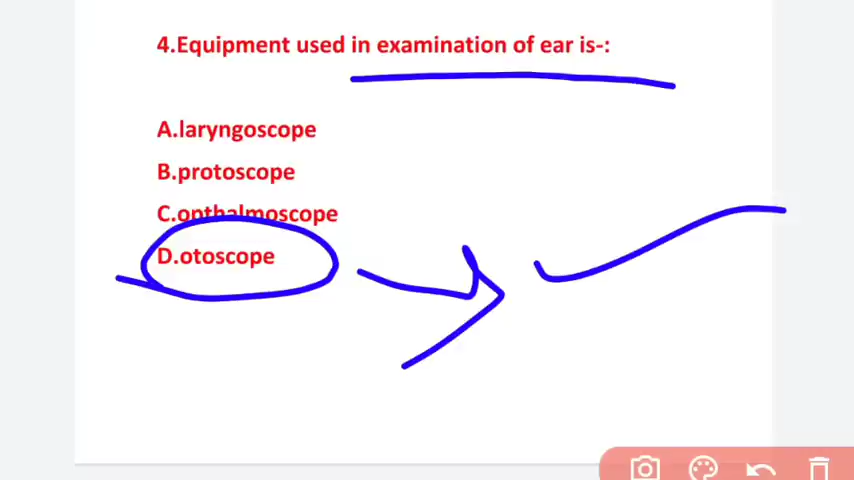 4.Equipment used in examination of ear is-:
A.laryngoscope
B.protoscope
C.opthalmoscope
D.otoscope